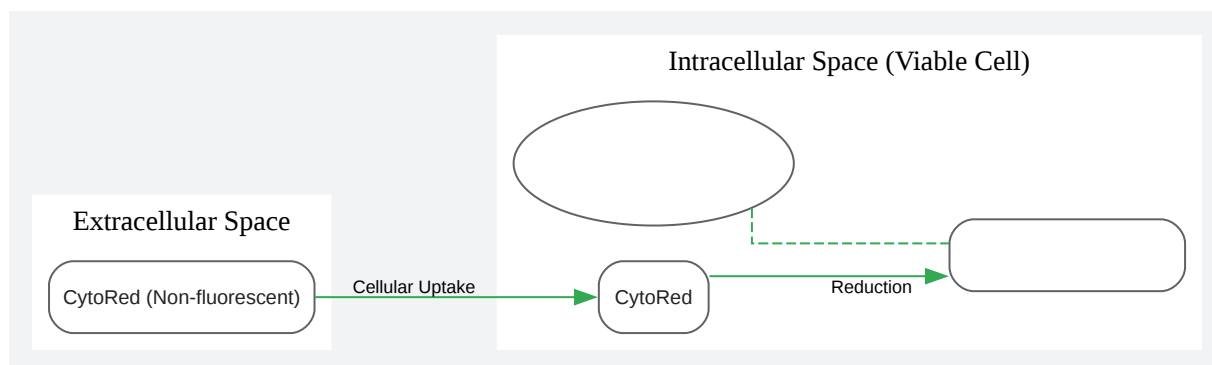 Intracellular Space (Viable Cell)
Extracellular Space
CytoRed (Non-fluorescent)
Cellular Uptake
CytoRed
Reduction